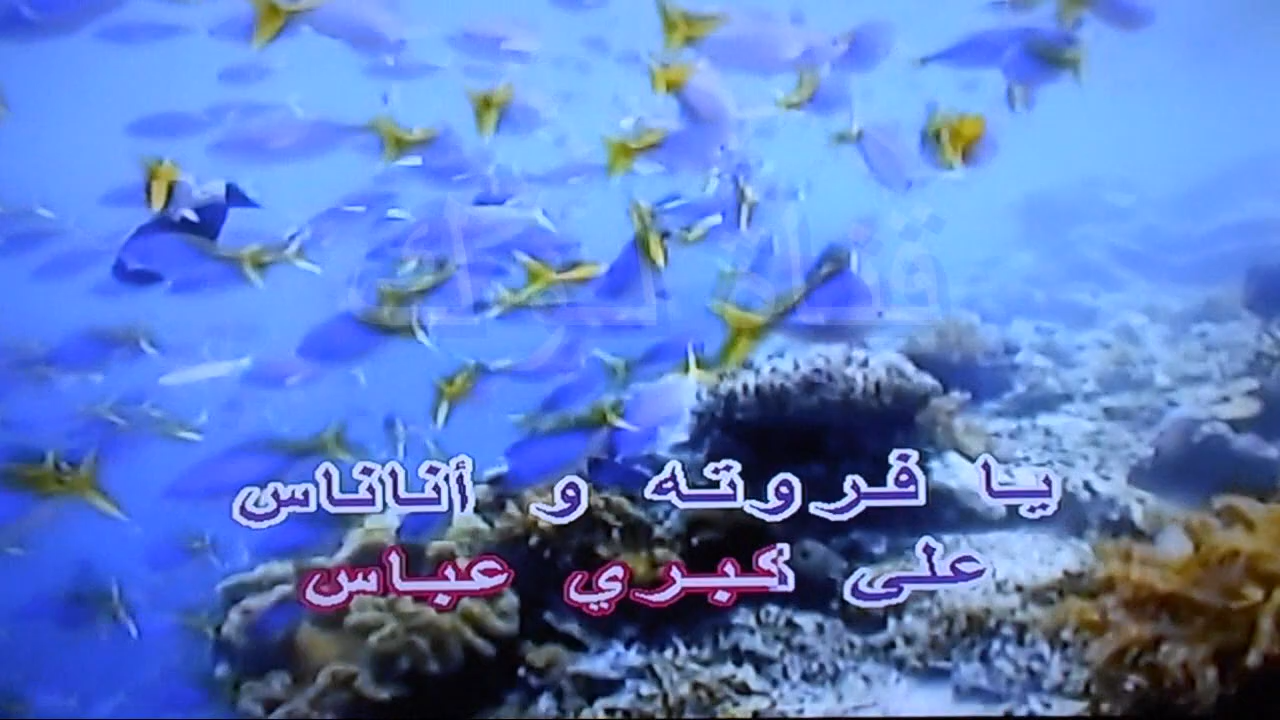 يا فروته و أناناس
على كبري عباس